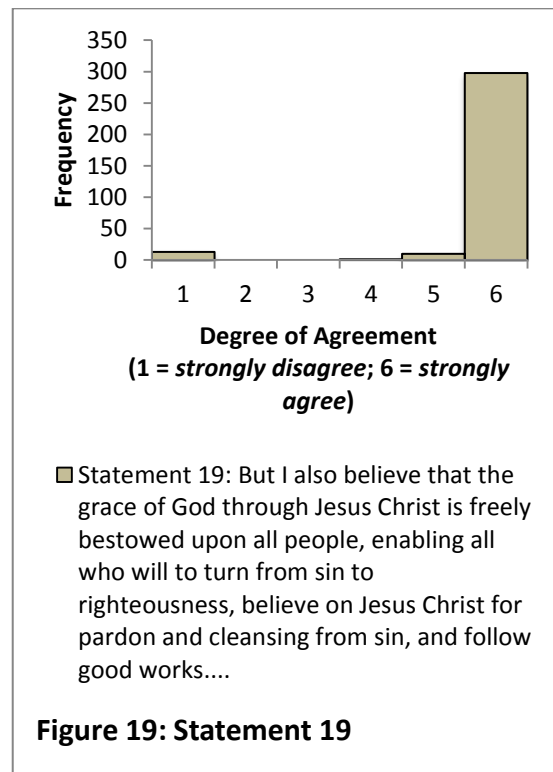 350
300
250
200
150
100
50
0
Frequency
1 2 3 4 5 6
Degree of Agreement
(1 = strongly disagree; 6 = strongly
agree)
Statement 19: But I also believe that the
grace of God through Jesus Christ is freely
bestowed upon all people, enabling all
who will to turn from sin to
righteousness, believe on Jesus Christ for
pardon and cleansing from sin, and follow
good works....
Figure 19: Statement 19